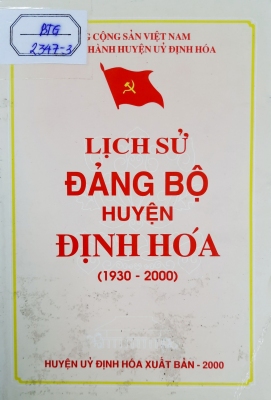 BTG
2347-3
G CỘNG SẢN VIỆT NAM
HÀNH HUYỆN UỶ ĐỊNH HÓA
LỊCH SỬ
ĐẢNG BỘ
HUYỆN
ĐỊNH HÓA
(1930 - 2000)
HUYỆN UỶ ĐỊNH HÓA XUẤT BẢN - 2000